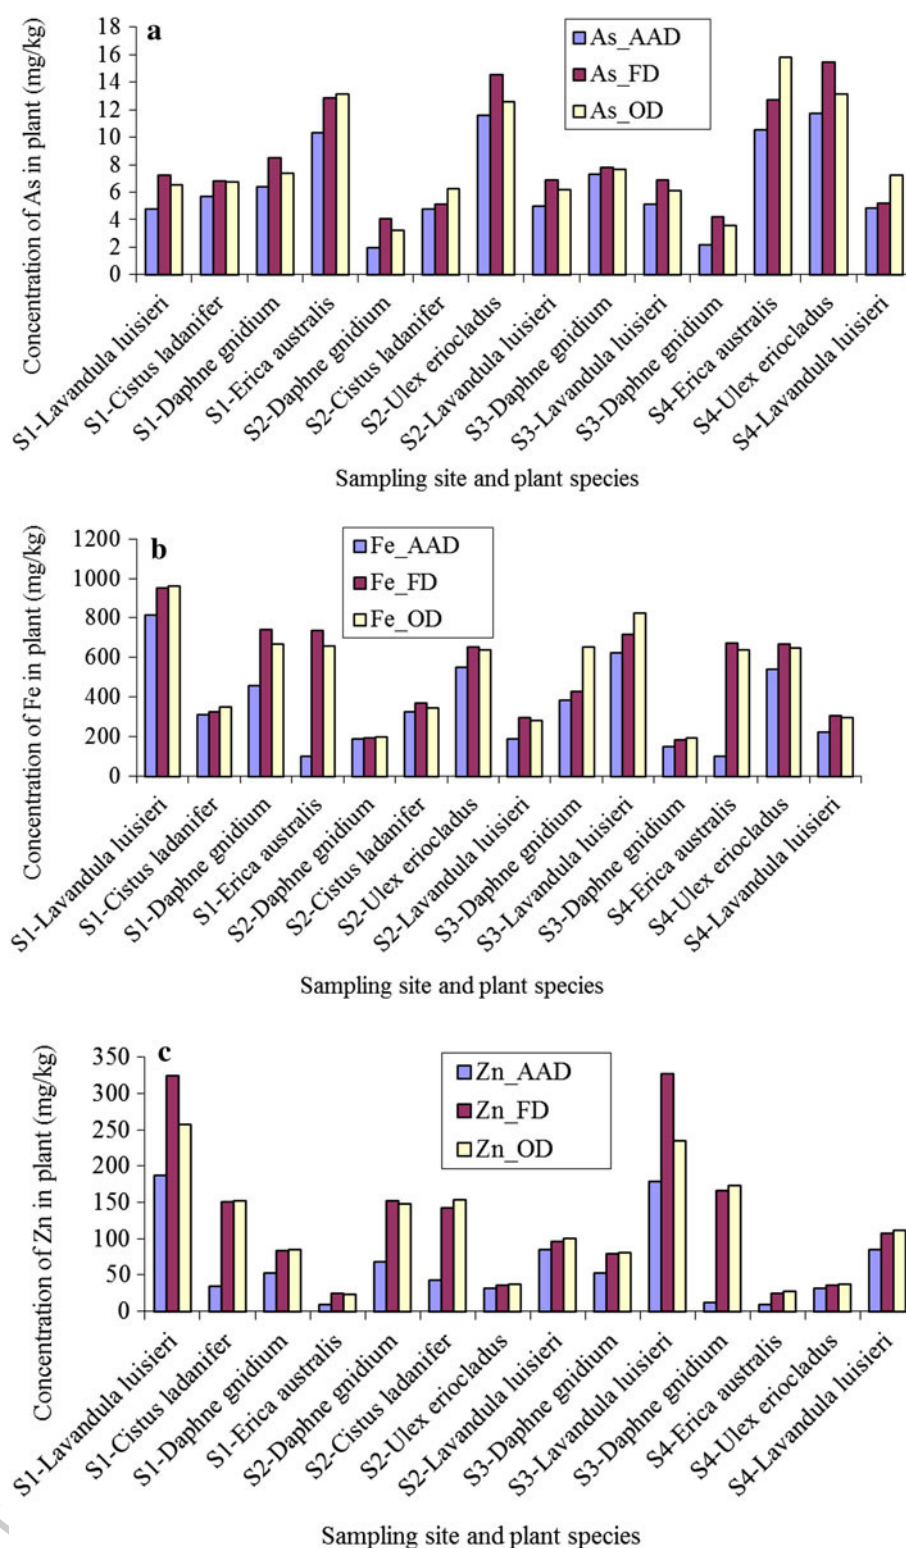 a
As_AAD
As_FD
As_OD
Concentration of As in plant (mg/kg)
18
16
14
12
10
8
6
4
2
0
S1-Lavandula luisieri
S1-Cistus ladanifer
S1-Daphne gnidium
S1-Erica australis
S2-Daphne gnidium
S2-Cistus ladanifer
S2-Ulex eriocladus
S2-Lavandula luisieri
S3-Daphne gnidium
S3-Lavandula luisieri
S3-Daphne gnidium
S4-Erica australis
S4-Ulex eriocladus
S4-Lavandula luisieri
Sampling site and plant species
b
Fe_AAD
Fe_FD
Fe_OD
Concentration of Fe in plant (mg/kg)
1200
1000
800
600
400
200
0
S1-Lavandula luisieri
S1-Cistus ladanifer
S1-Daphne gnidium
S1-Erica australis
S2-Daphne gnidium
S2-Cistus ladanifer
S2-Ulex eriocladus
S2-Lavandula luisieri
S3-Daphne gnidium
S3-Lavandula luisieri
S3-Daphne gnidium
S4-Erica australis
S4-Ulex eriocladus
S4-Lavandula luisieri
Sampling site and plant species
c
Zn_AAD
Zn_FD
Zn_OD
Concentration of Zn in plant (mg/kg)
350
300
250
200
150
100
50
0
S1-Lavandula luisieri
S1-Cistus ladanifer
S1-Daphne gnidium
S1-Erica australis
S2-Daphne gnidium
S2-Cistus ladanifer
S2-Ulex eriocladus
S2-Lavandula luisieri
S3-Daphne gnidium
S3-Lavandula luisieri
S3-Daphne gnidium
S4-Erica australis
S4-Ulex eriocladus
S4-Lavandula luisieri
Sampling site and plant species